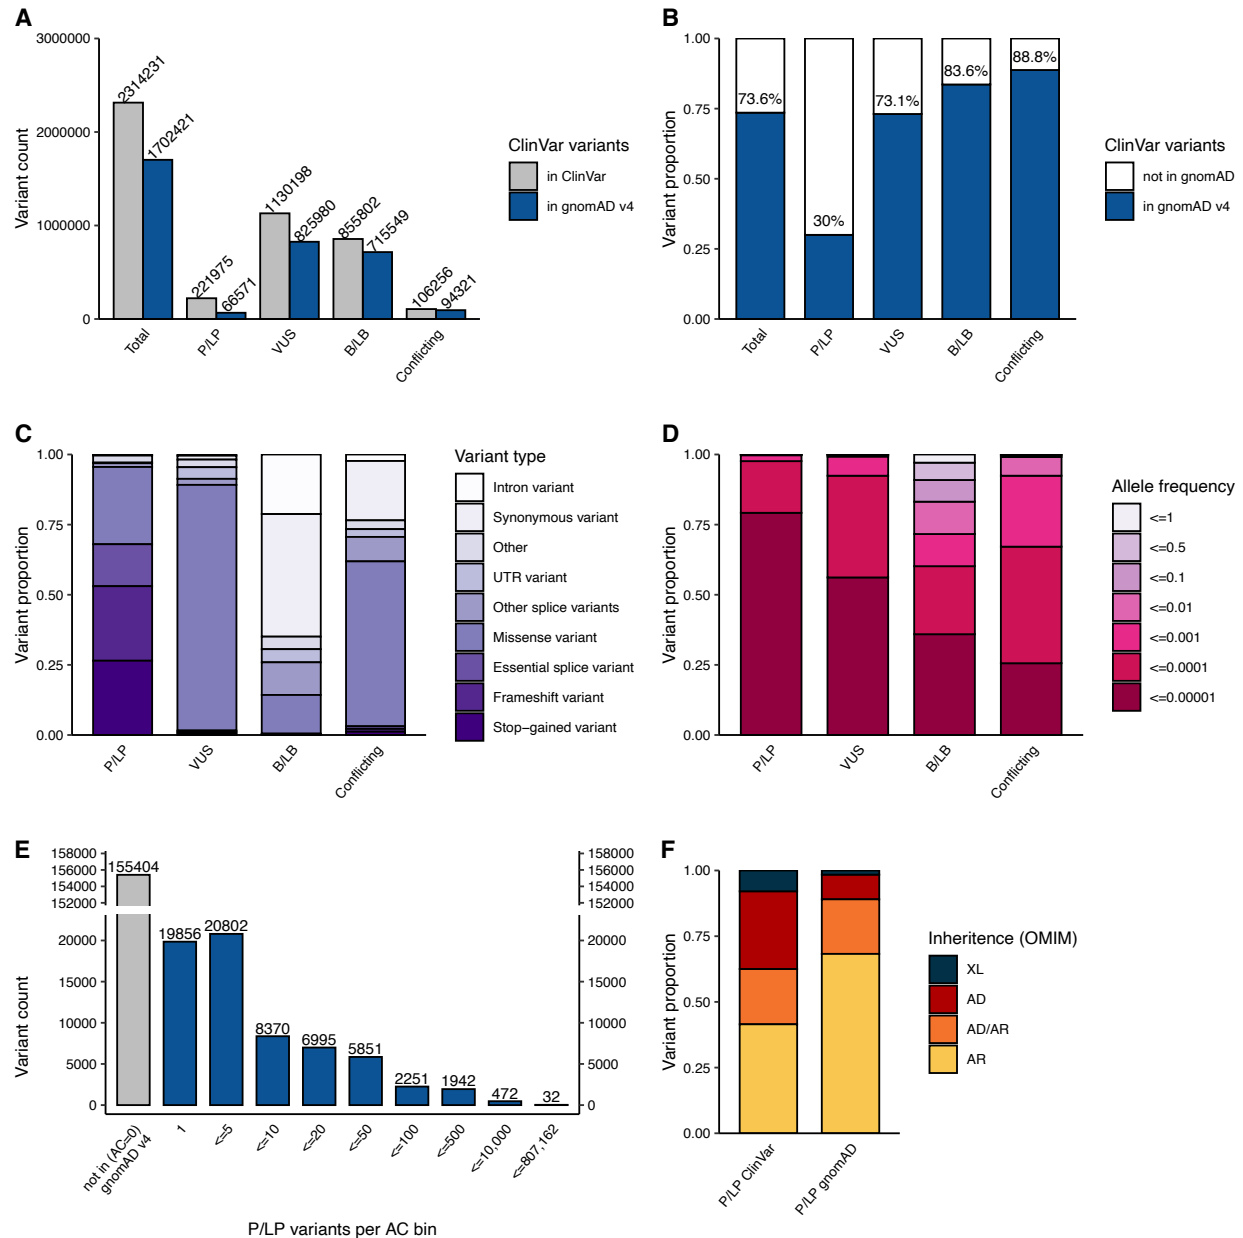 A
3000000
2000000
1000000
0
Variant count
2314231
1702421
221975
66571
1130198
825980
855802
715549
106256
94321
Total
P/LP
VUS
B/LB
Conflicting
ClinVar variants
in ClinVar
in gnomAD v4
B
1.00
0.75
0.50
0.25
0.00
Variant proportion
73.6%
30%
73.1%
83.6%
88.8%
Total
P/LP
VUS
B/LB
Conflicting
ClinVar variants
not in gnomAD
in gnomAD v4
C
1.00
0.75
0.50
0.25
0.00
Variant proportion
P/LP
VUS
B/LB
Conflicting
Variant type
Intron variant
Synonymous variant
Other
UTR variant
Other splice variants
Missense variant
Essential splice variant
Frameshift variant
Stop−gained variant
D
1.00
0.75
0.50
0.25
0.00
Variant proportion
P/LP
VUS
B/LB
Conflicting
Allele frequency
<=1
<=0.5
<=0.1
<=0.01
<=0.001
<=0.0001
<=0.00001
E
158000
156000
154000
152000
20000
15000
10000
5000
0
Variant count
155404
19856
20802
8370
6995
5851
2251
1942
472
32
158000
156000
154000
152000
20000
15000
10000
5000
0
not in (AC=0)
gnomAD v4
1
<=5
<=10
<=20
<=50
<=100
<=500
<=10,000
<=807,162
P/LP variants per AC bin
F
1.00
0.75
0.50
0.25
0.00
Variant proportion
P/LP ClinVar
P/LP gnomAD
Inheritence (OMIM)
XL
AD
AD/AR
AR